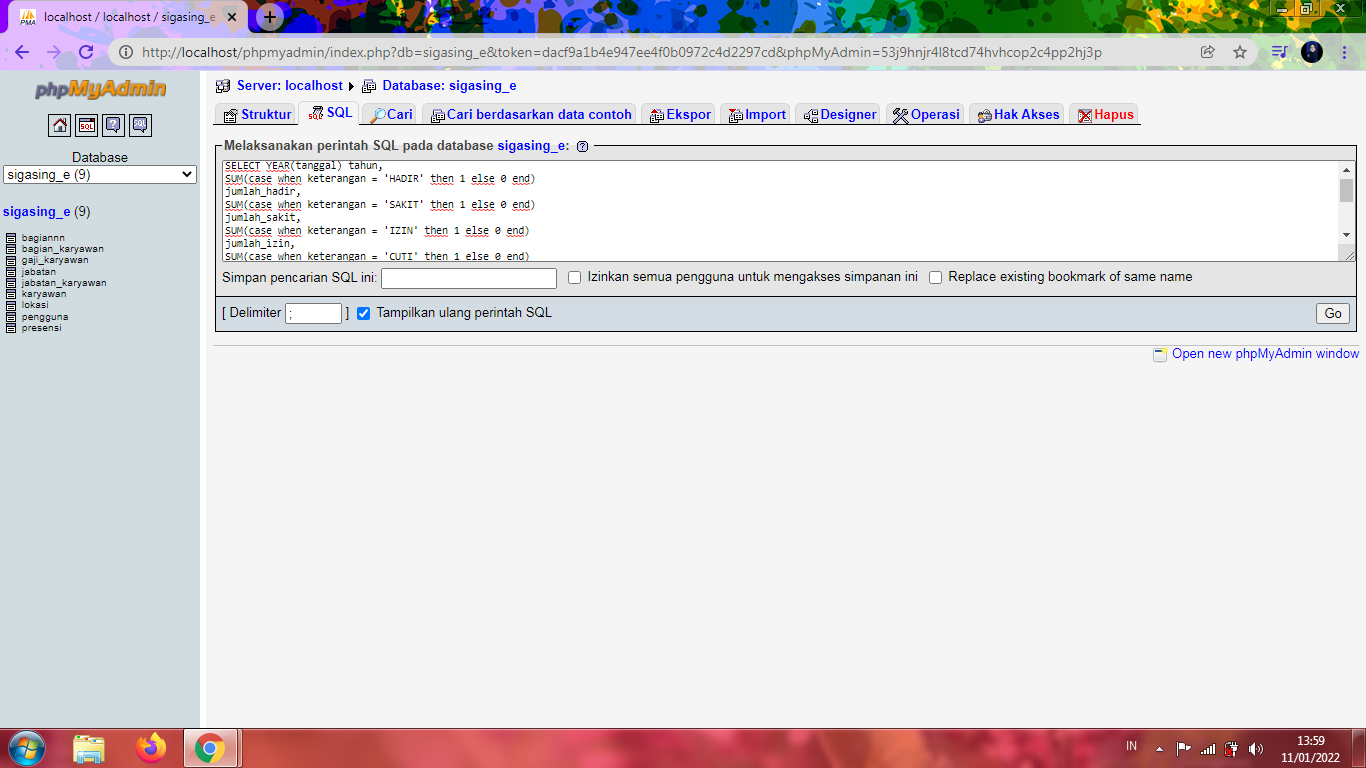 localhost / localhost / sigasing_e
http://localhost/phpmyadmin/index.php?db=sigasing_e&token=dacf9a1b4e947ee4f0b0972c4d2297cd&phpMyAdmin=53j9hnjr4l8tcd74hvhcop2c4pp2hj3p
phpMyAdmin
SQL
Database
sigasing_e (9)
sigasing_e (9)
bagiannn
bagian_karyawan
gaji_karyawan
jabatan
jabatan_karyawan
karyawan
lokasi
pengguna
presensi
Server: localhost Database: sigasing_e
Struktur SQL Cari Cari berdasarkan data contoh Ekspor Import Designer Operasi Hak Akses Hapus
Melaksanakan perintah SQL pada database sigasing_e:
SELECT YEAR(tanggal) tahun,
SUM(case when keterangan = 'HADIR' then 1 else 0 end)
jumlah_hadir,
SUM(case when keterangan = 'SAKIT' then 1 else 0 end)
jumlah_sakit,
SUM(case when keterangan = 'IZIN' then 1 else 0 end)
jumlah_izin,
SUM(case when keterangan = 'CUTI' then 1 else 0 end)
Simpan pencarian SQL ini: Izinkan semua pengguna untuk mengakses simpanan ini Replace existing bookmark of same name
[ Delimiter ; ] Tampilkan ulang perintah SQL Go
Open new phpMyAdmin window
IN
13:59
11/01/2022